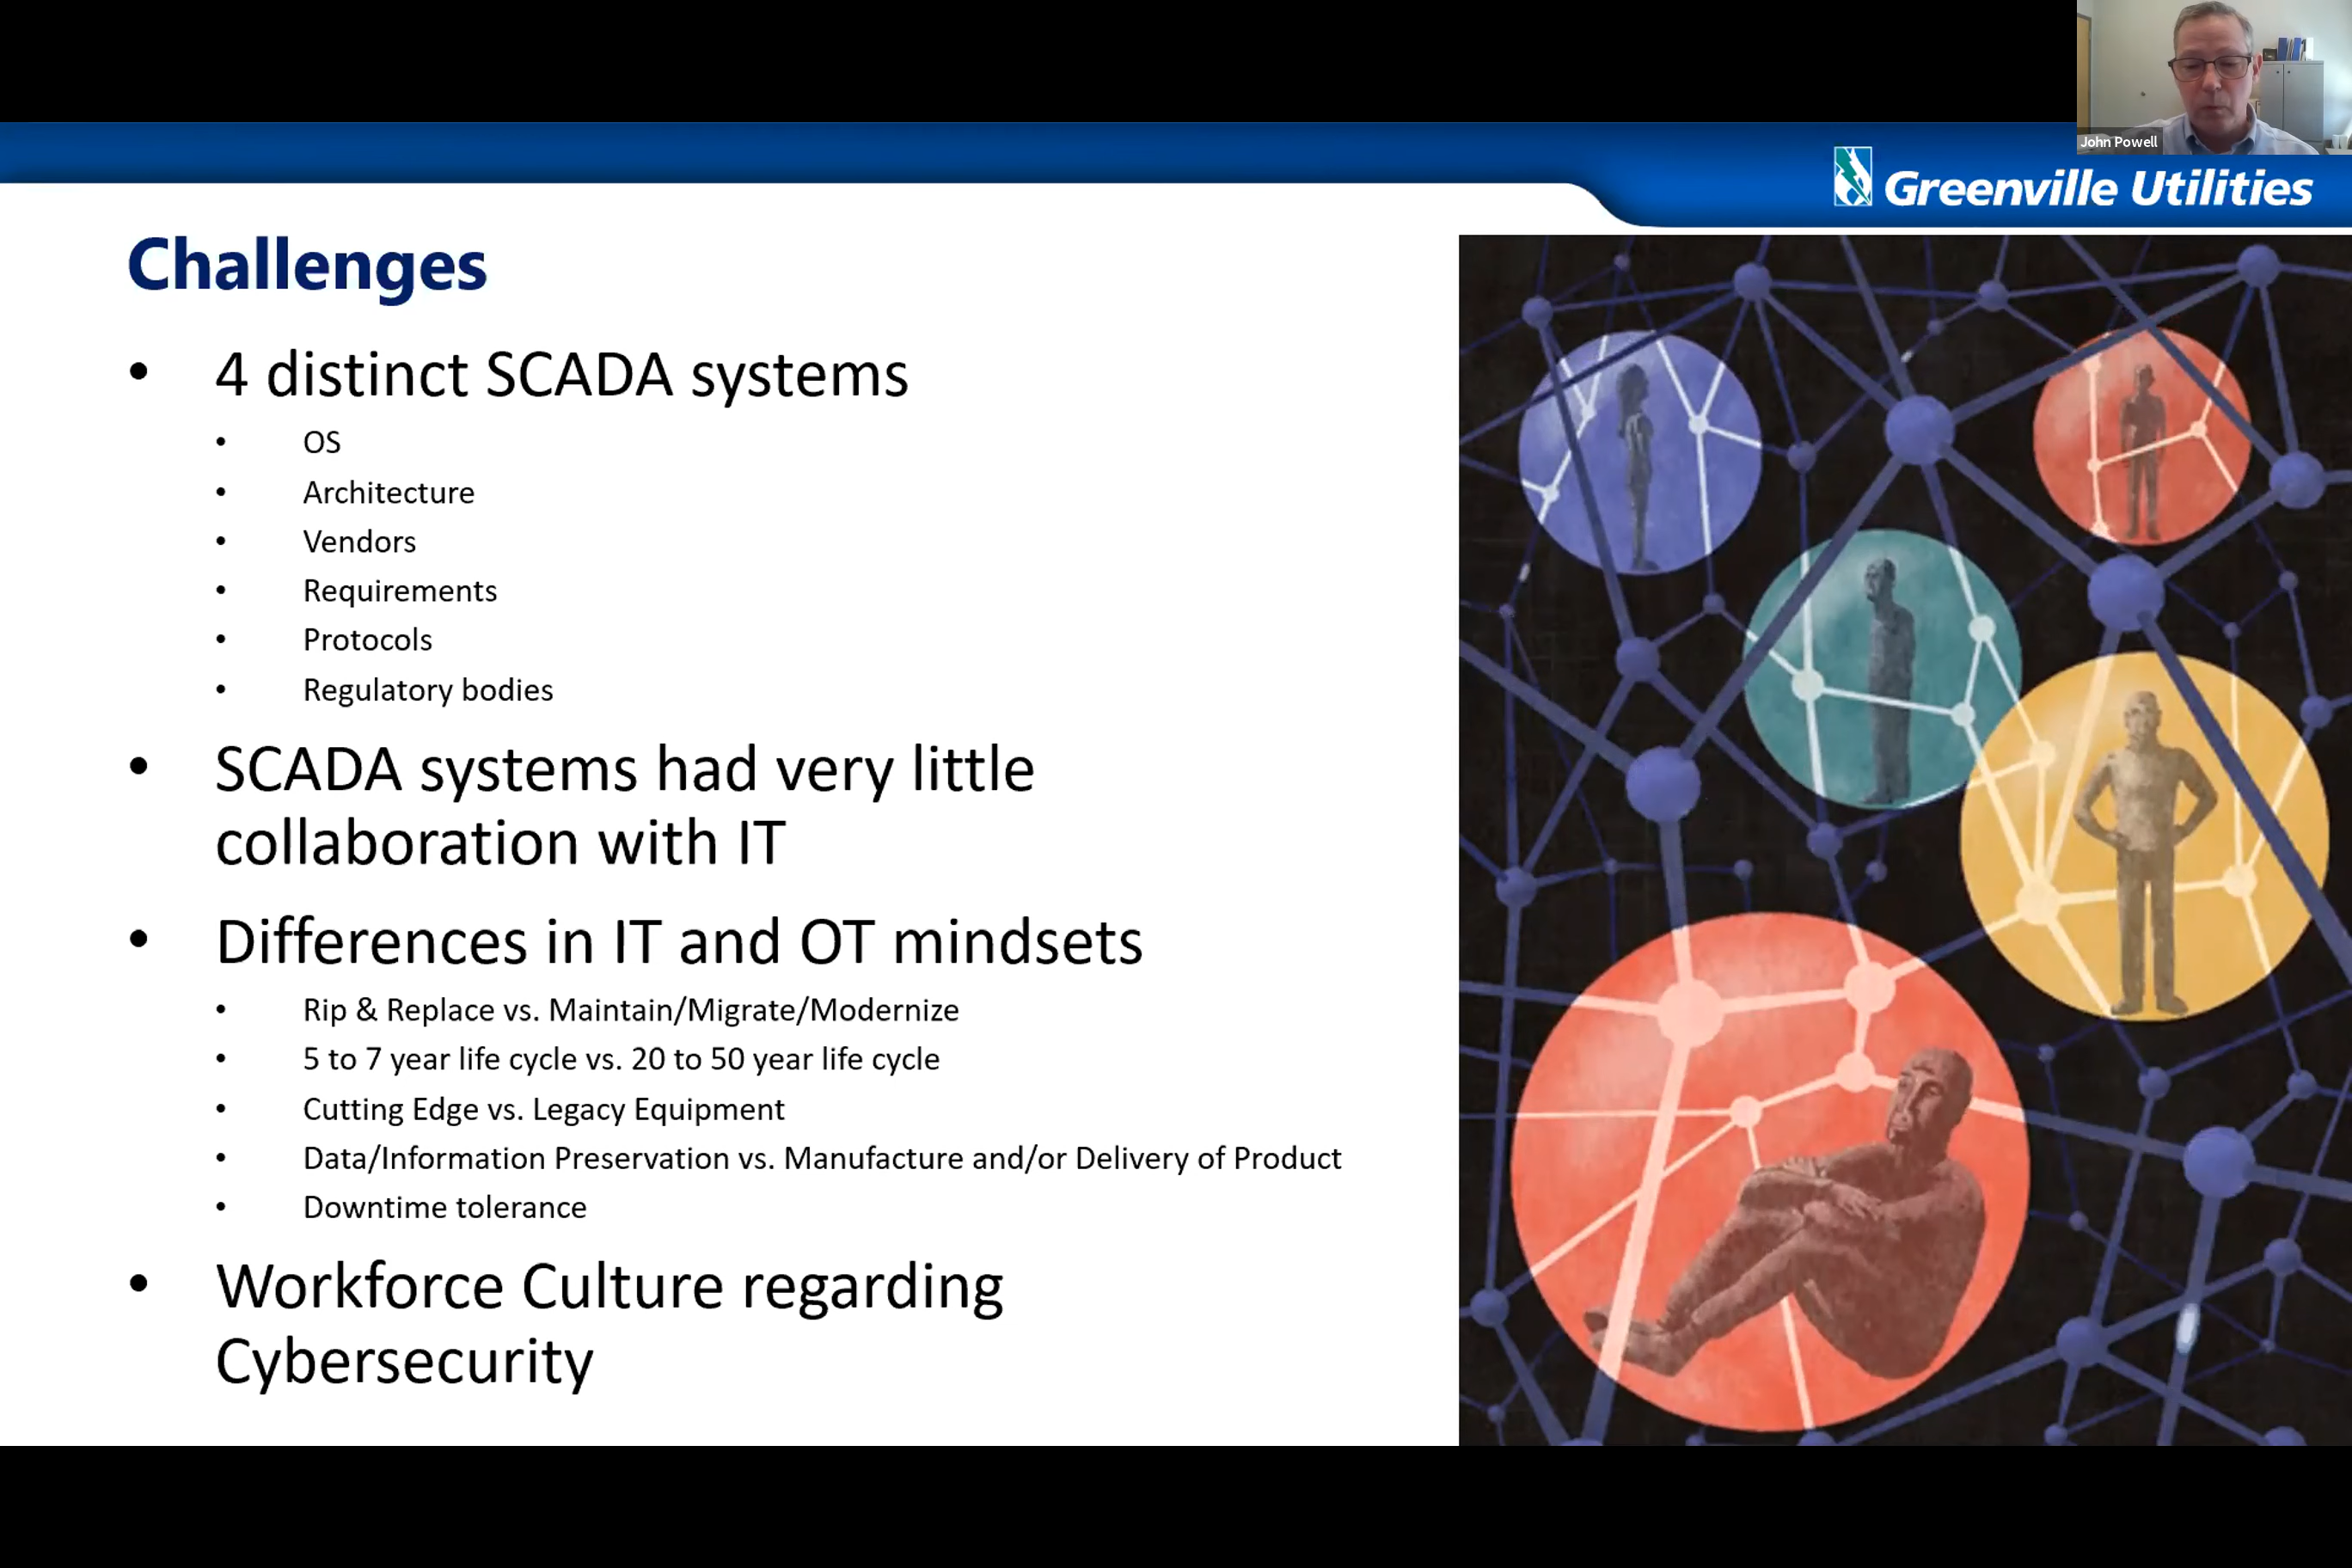 John Powell
Greenville Utilities
Challenges
• 4 distinct SCADA systems
• OS
• Architecture
• Vendors
• Requirements
• Protocols
• Regulatory bodies
• SCADA systems had very little
collaboration with IT
• Differences in IT and OT mindsets
• Rip & Replace vs. Maintain/Migrate/Modernize
• 5 to 7 year life cycle vs. 20 to 50 year life cycle
• Cutting Edge vs. Legacy Equipment
• Data/Information Preservation vs. Manufacture and/or Delivery of Product
• Downtime tolerance
• Workforce Culture regarding
Cybersecurity